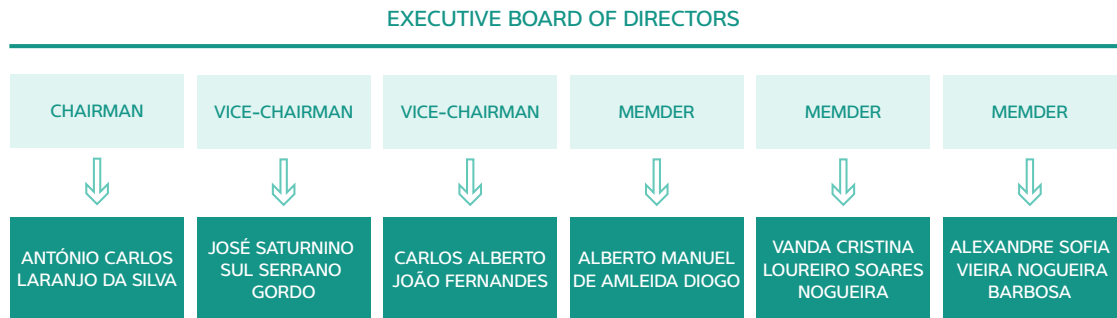 EXECUTIVE BOARD OF DIRECTORS
CHAIRMAN
VICE-CHAIRMAN
VICE-CHAIRMAN
MEMDER
MEMDER
MEMDER
ANTÓNIO CARLOS
LARANJO DA SILVA
JOSÉ SATURNINO
SUL SERRANO
GORDO
CARLOS ALBERTO
JOÃO FERNANDES
ALBERTO MANUEL
DE AMLEIDA DIOGO
VANDA CRISTINA
LOUREIRO SOARES
NOGUEIRA
ALEXANDRE SOFIA
VIEIRA NOGUEIRA
BARBOSA